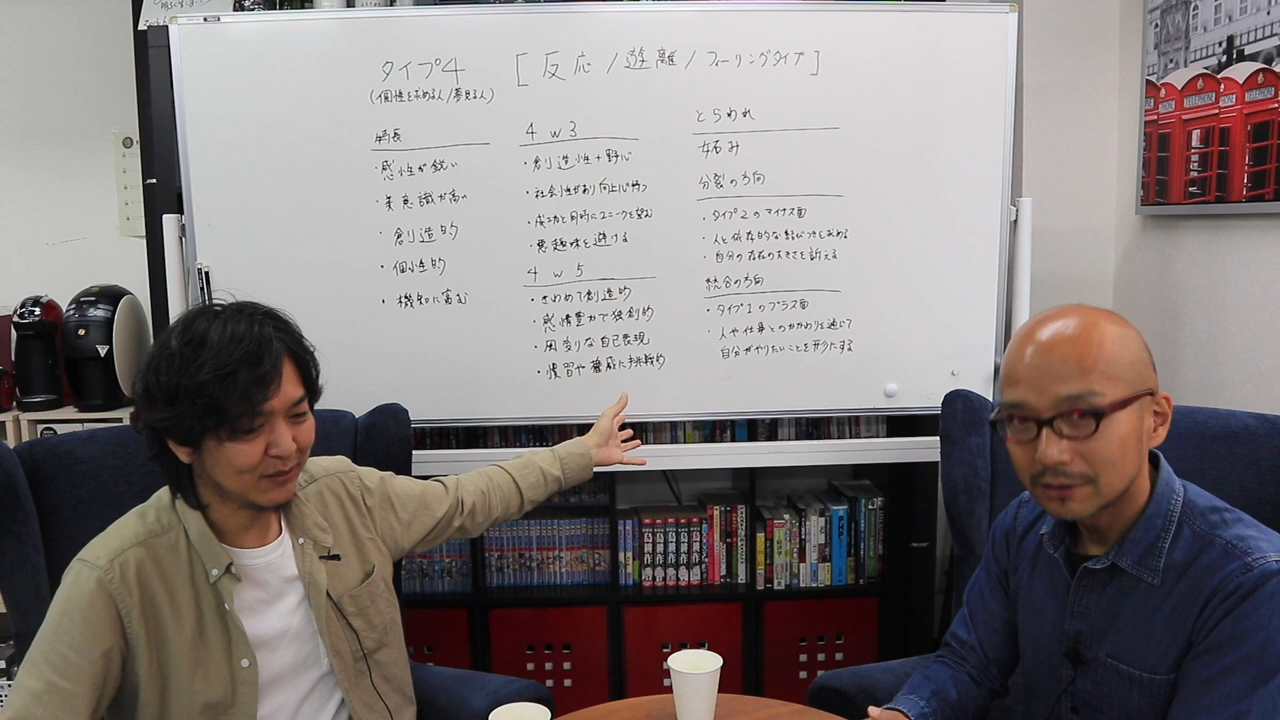 タイプ4 [反応/遊離/フィーリングタイプ]
(個性を求める人/夢見る人)
特長
・感性が鋭い
・美意識が高い
・創造的
・個性的
・機知に富む
4w3
・創造性+野心
・社会性があり向上心持つ
・成功と同時にユニークを望む
・悪趣味を避ける
4w5
・きわめて創造的
・感情豊かで独創的
・風変りな自己表現
・慣習や権威に挑戦的
とらわれ
妬み
分裂の方向
・タイプ2のマイナス面
・人と依存的な結びつきを求める
・自分の存在の大きさを訴える
統合の方向
・タイプ1のプラス面
・人や仕事とのかかわりを通じて
自分がやりたいことを形にする
TELEPHONE
TELEPHONE